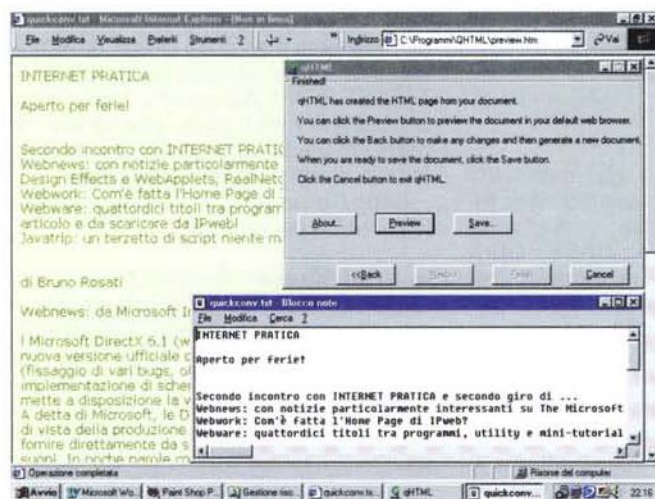 quickconv.txt - Microsoft Internet Explorer - [Non in linea]
File Modifica Visualizza Preferiti Strumenti ?
Indirizzo C:\Programmi\QHTML\preview.htm Vai
INTERNET PRATICA
Aperto per ferie!
Secondo incontro con INTERNET PRATIC
Webnews: con notizie particolarmente
Design Effects e WebApplets, RealNet
Webwork: Com'è fatta l'Home Page di
Webware: quattordici titoli tra program
articolo e da scaricare da IPweb!
Javatrip: un terzetto di script niente m
di Bruno Rosati
Webnews: da Microsoft In
I Microsoft DirectX 6.1 (w
nuova versione ufficiale c
(fissaggio di vari bugs, o
implementazione di scher
mette a disposizione la v
A detta di Microsoft, le D
di vista della produzione
fornire direttamente da s
suoni. In poche parole m
qHTML
Finished!
qHTML has created the HTML page from your document.
You can click the Preview button to preview the document in your default web browser.
You can click the Back button to make any changes and then generate a new document.
When you are ready to save the document, click the Save button.
Click the Cancel button to exit qHTML.
About... Preview Save...
<<Back Finish Cancel
quickconv.txt - Blocco note
File Modifica Cerca ?
INTERNET PRATICA
Aperto per ferie!
Secondo incontro con INTERNET PRATICA e secondo giro di ...
Webnews: con notizie particolarmente interessanti su The Microsoft
Webwork: Com'è fatta l'Home Page di IPweb?
Webware: quattordici titoli tra programmi, utility e mini-tutorial
Operazione completata Risorse del computer
Avvio Microsoft Wo... Paint Shop P... Gestione riso... quickconv.tx... qHTML quickconv.... 22.16